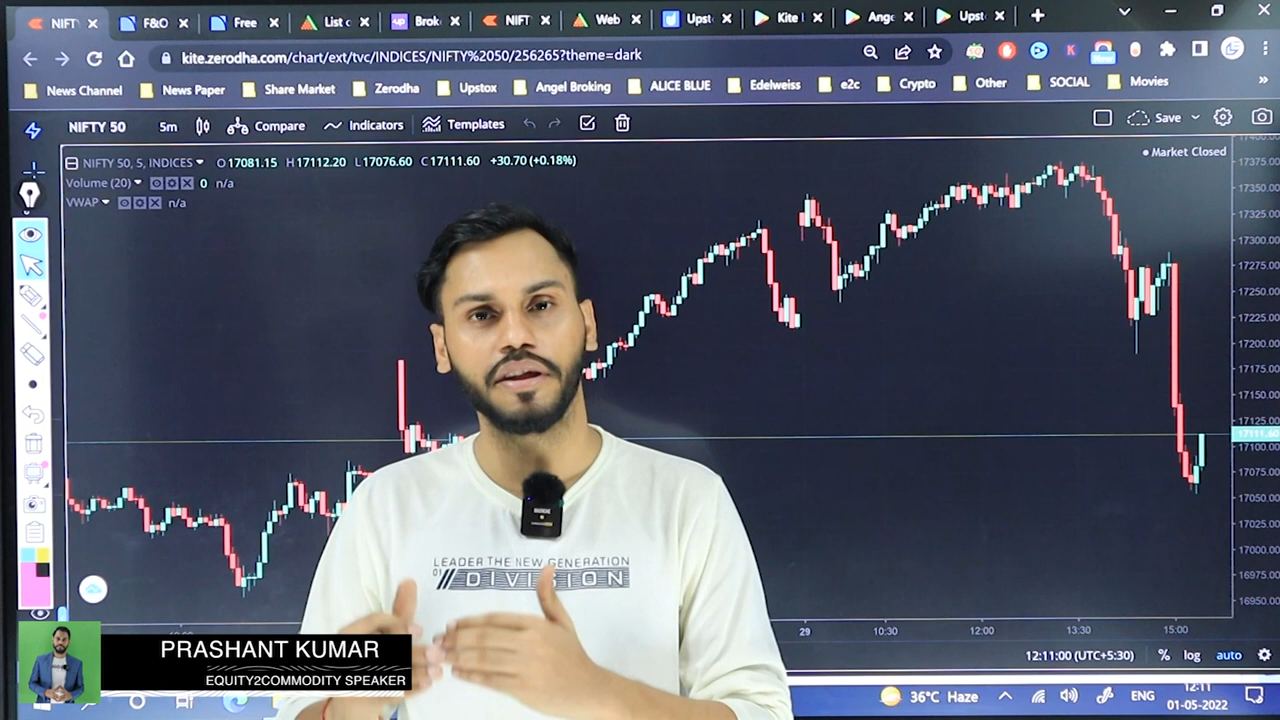 NIFT F&O Free List c Brok NIFT Web Upst Kite Ang Upst
kite.zerodha.com/chart/ext/tvc/INDICES/NIFTY%2050/256265?theme=dark
News Channel News Paper Share Market Zerodha Upstox Angel Broking ALICE BLUE Edelweiss e2c Crypto Other SOCIAL Movies
NIFTY 50 5m Compare Indicators Templates Save
NIFTY 50, 5, INDICES O17081.15 H17112.20 L17076.60 C17111.60 +30.70 (+0.18%)
Market Closed
Volume (20) 0 n/a
VWAP n/a
17375.00
17350.00
17325.00
17300.00
17275.00
17250.00
17225.00
17200.00
17175.00
17150.00
17125.00
17111.60
17100.00
17075.00
17050.00
17025.00
17000.00
16975.00
16950.00
LEADER THE NEW GENERATION
01 DIVISION
29 10:30 12:00 13:30 15:00
12:11:00 (UTC+5:30) % log auto
PRASHANT KUMAR
EQUITY2COMMODITY SPEAKER
36°C Haze ENG 12:11
01-05-2022